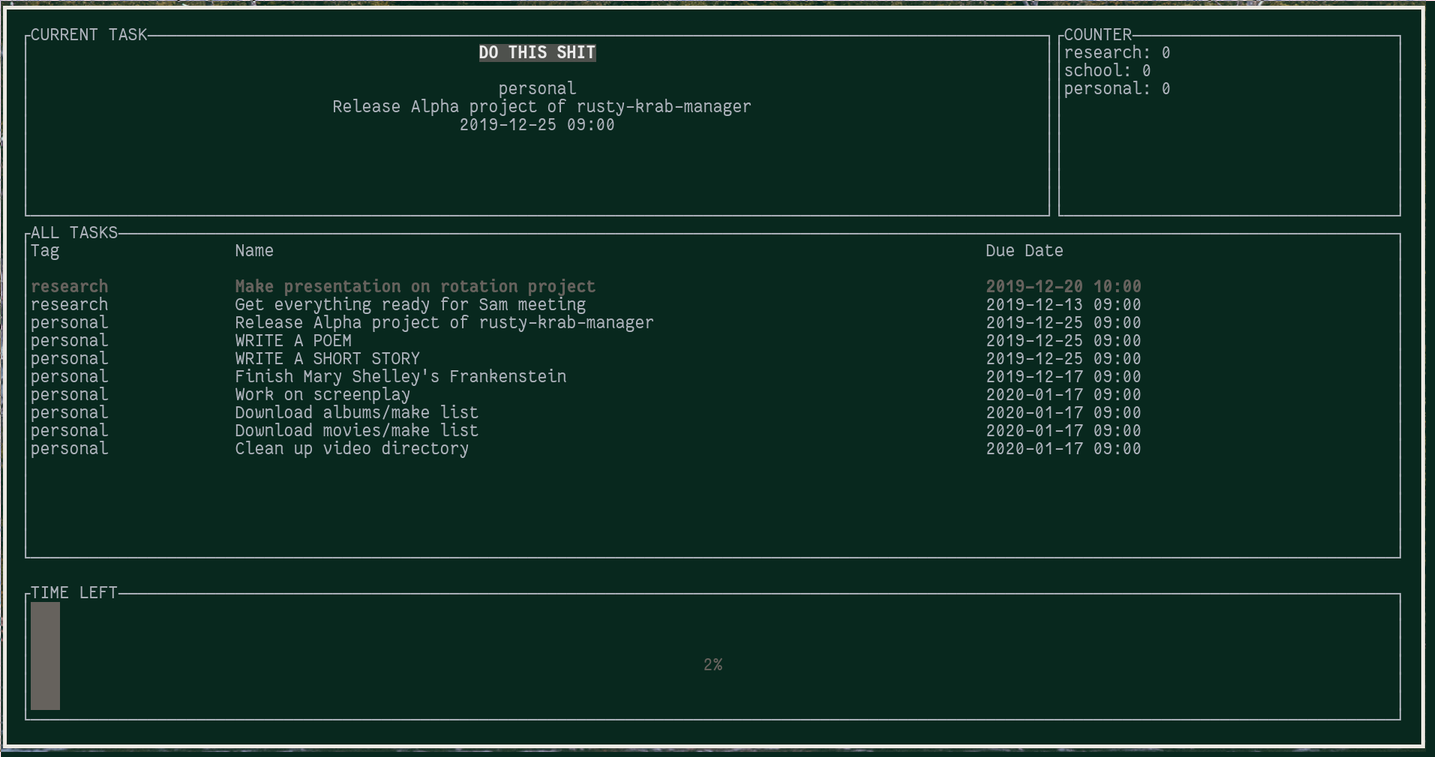 CURRENT TASK
DO THIS SHIT
personal
Release Alpha project of rusty-krab-manager
2019-12-25 09:00
COUNTER
research: 0
school: 0
personal: 0
ALL TASKS
Tag Name Due Date
research Make presentation on rotation project 2019-12-20 10:00
research Get everything ready for Sam meeting 2019-12-13 09:00
personal Release Alpha project of rusty-krab-manager 2019-12-25 09:00
personal WRITE A POEM 2019-12-25 09:00
personal WRITE A SHORT STORY 2019-12-25 09:00
personal Finish Mary Shelley's Frankenstein 2019-12-17 09:00
personal Work on screenplay 2020-01-17 09:00
personal Download albums/make list 2020-01-17 09:00
personal Download movies/make list 2020-01-17 09:00
personal Clean up video directory 2020-01-17 09:00
TIME LEFT
2%